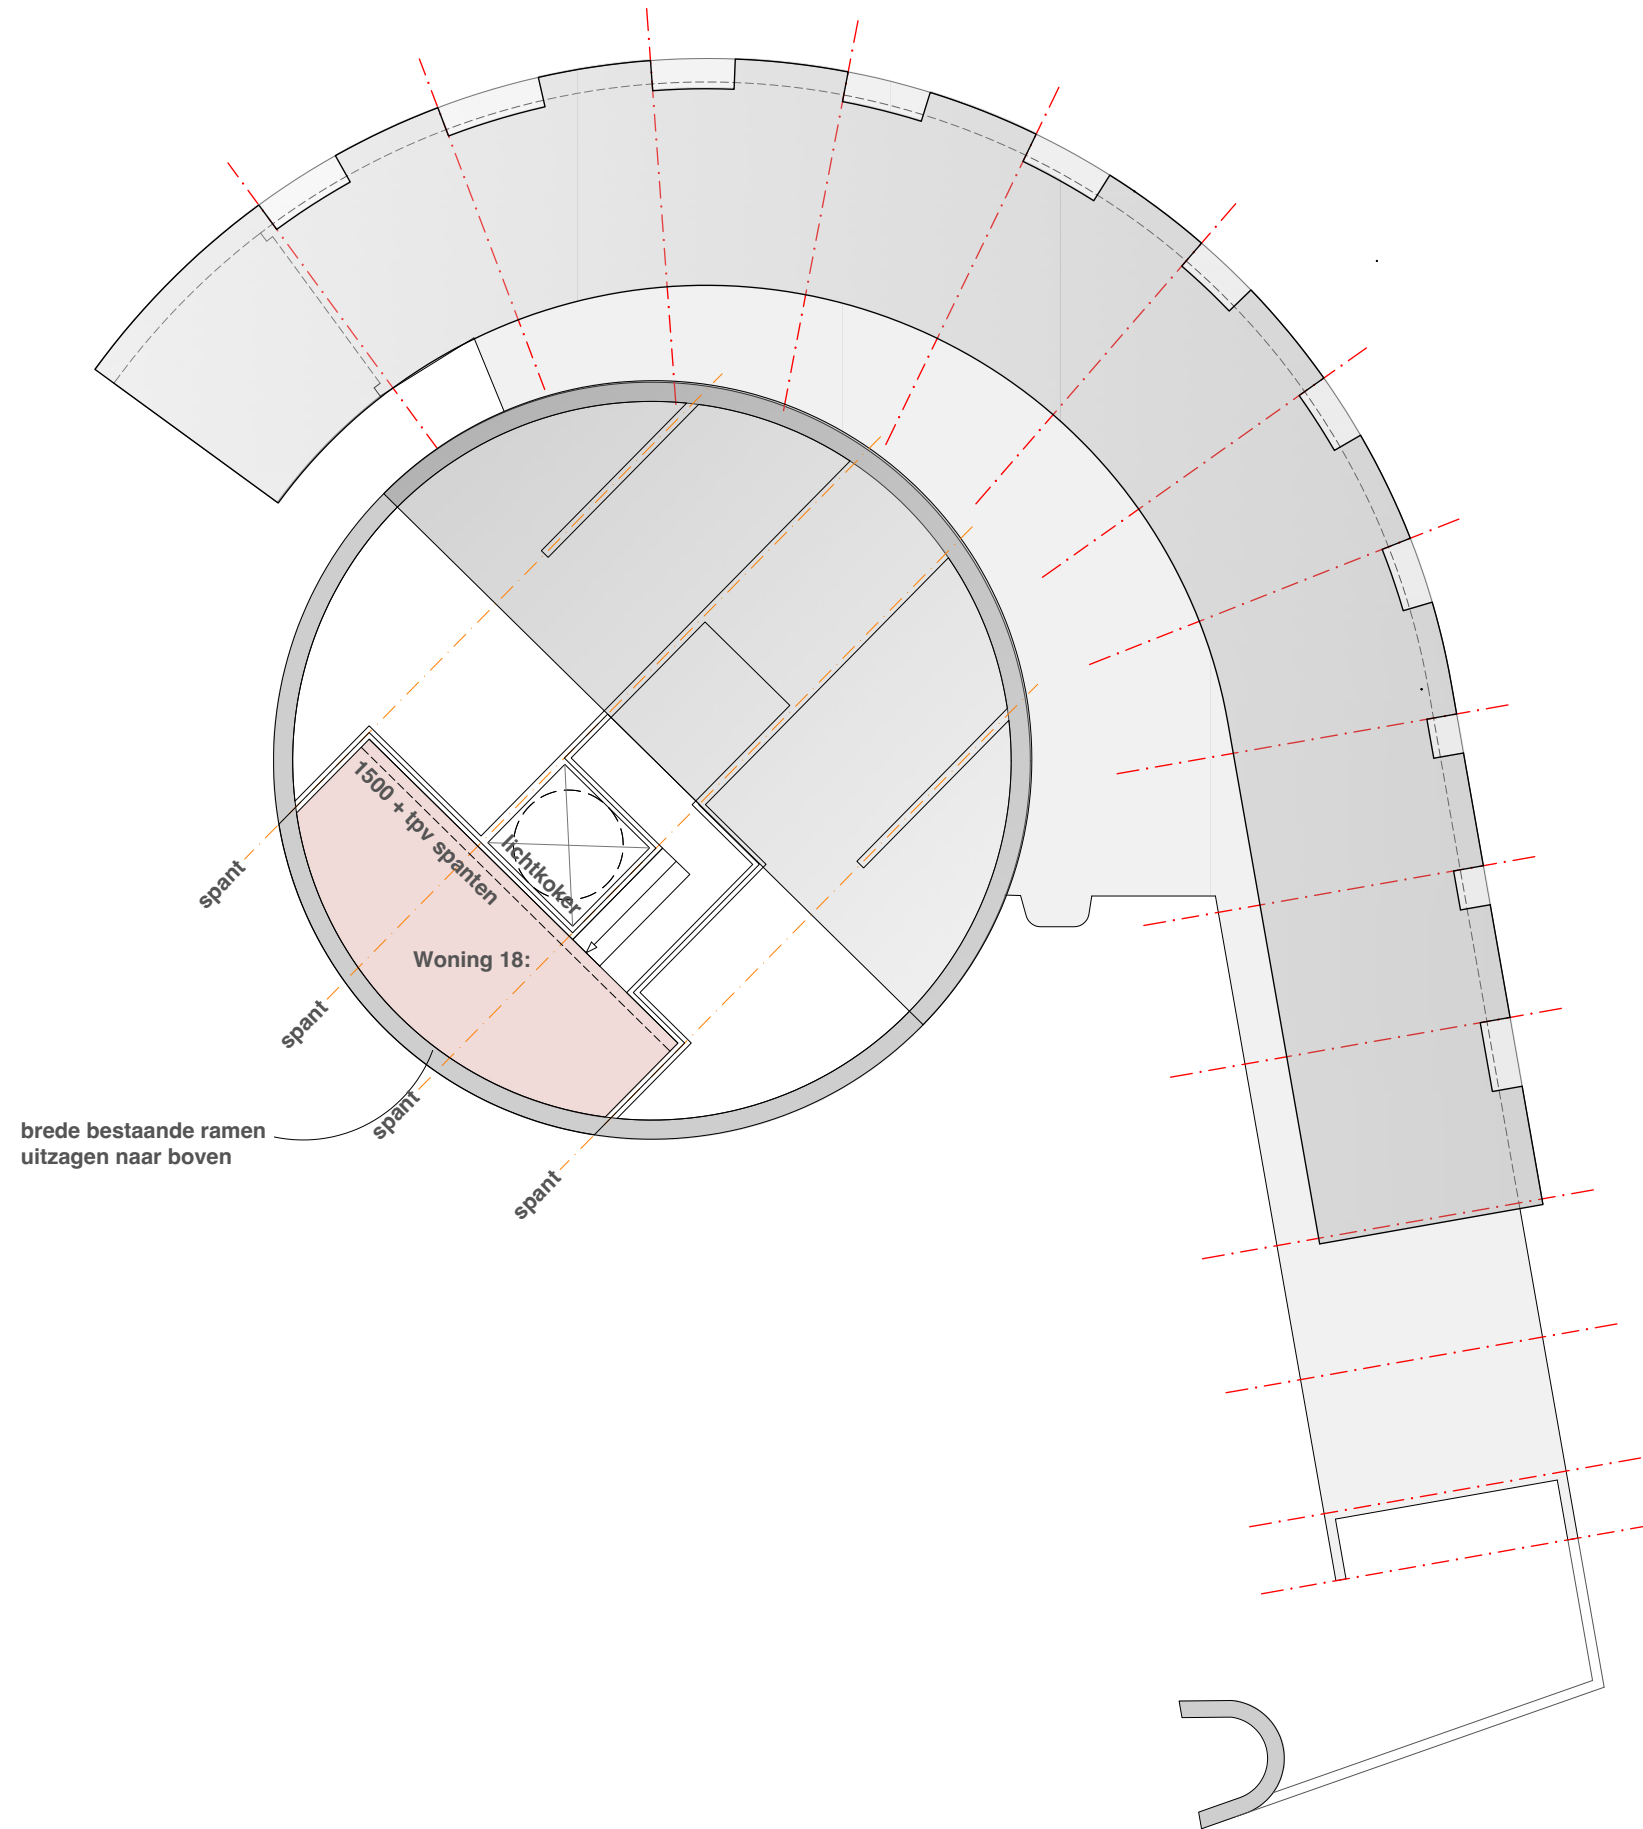 1500 + tpv spanten
lichtkoker
spant
Woning 18:
spant
spant
brede bestaande ramen
uitzagen naar boven
spant